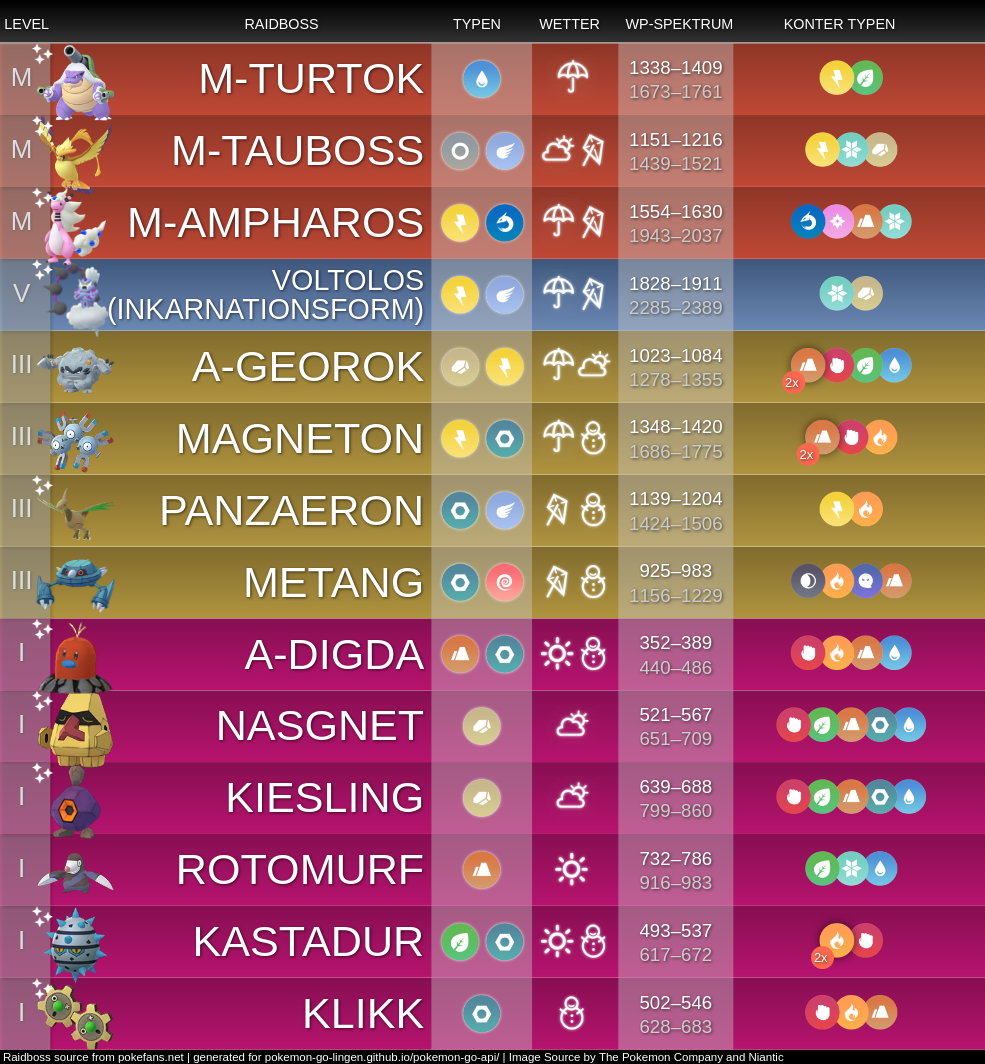 LEVEL RAIDBOSS TYPEN WETTER WP-SPEKTRUM KONTER TYPEN
M M-TURTOK 1338–1409
1673–1761
M M-TAUBOSS 1151–1216
1439–1521
M M-AMPHAROS 1554–1630
1943–2037
V VOLTOLOS 1828–1911
(INKARNATIONSFORM) 2285–2389
III A-GEOROK 1023–1084
1278–1355 2x
III MAGNETON 1348–1420
1686–1775 2x
III PANZAERON 1139–1204
1424–1506
III METANG 925–983
1156–1229
I A-DIGDA 352–389
440–486
I NASGNET 521–567
651–709
I KIESLING 639–688
799–860
I ROTOMURF 732–786
916–983
I KASTADUR 493–537
617–672 2x
I KLIKK 502–546
628–683
Raidboss source from pokefans.net | generated for pokemon-go-lingen.github.io/pokemon-go-api/ | Image Source by The Pokemon Company and Niantic